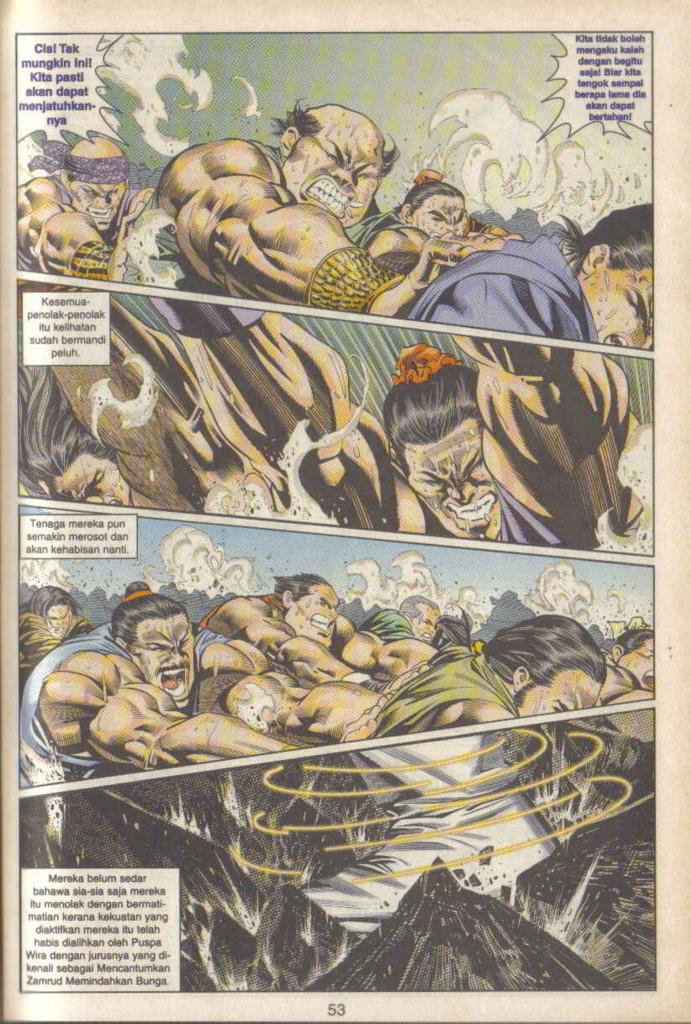 Cis! Tak
mungkin ini!
Kita pasti
akan dapat
menjatuhkan-
nya
Kita tidak boleh
mengaku kalah
dengan begitu
saja! Biar kita
tengok sampai
berapa lama dia
akan dapat
bertahan!
Kesemua-
penolak-penolak
itu kelihatan
sudah bermandi
peluh.
Tenaga mereka pun
semakin merosot dan
akan kehabisan nanti.
Mereka belum sedar
bahawa sia-sia saja mereka
itu menolak dengan bermati-
matian kerana kekuatan yang
diaktifkan mereka itu telah
habis dialihkan oleh Puspa
Wira dengan jurusnya yang di-
kenali sebagai Mencantumkan
Zamrud Memindahkan Bunga.
53